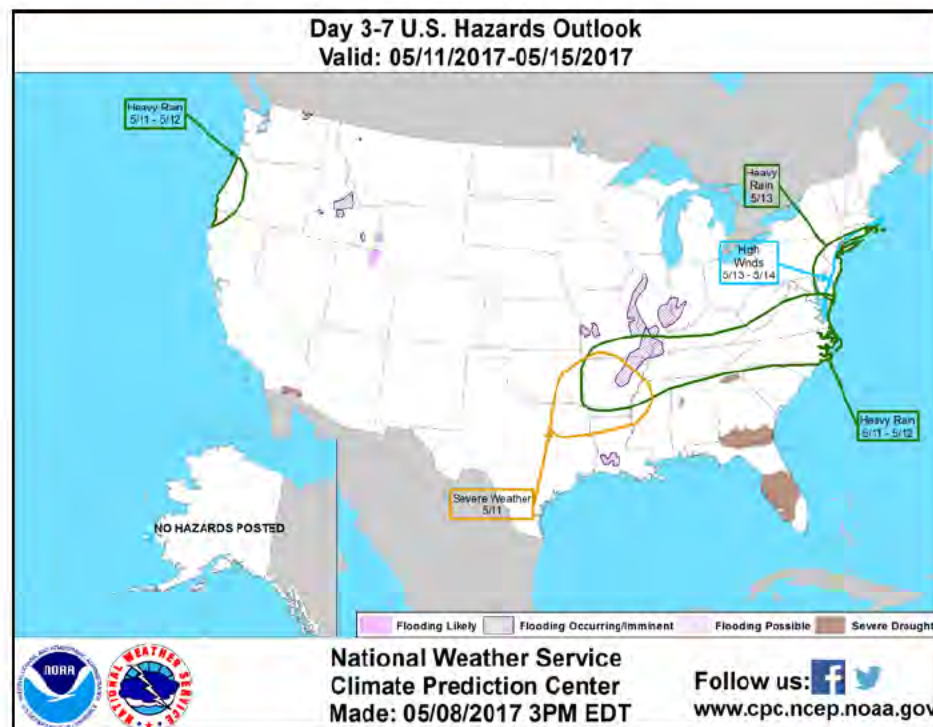 Day 3-7 U.S. Hazards Outlook
Valid: 05/11/2017-05/15/2017
Heavy Rain
5/11 - 5/12
Heavy
Rain
5/13
High
Winds
5/13 - 5/14
Heavy Rain
5/11 - 5/12
Severe Weather
5/11
NO HAZARDS POSTED
Flooding Likely
Flooding Occurring/Imminent
Flooding Possible
Severe Drought
National Weather Service
Climate Prediction Center
Made: 05/08/2017 3PM EDT
Follow us:
www.cpc.ncep.noaa.gov
NOAA
NATIONAL WEATHER SERVICE